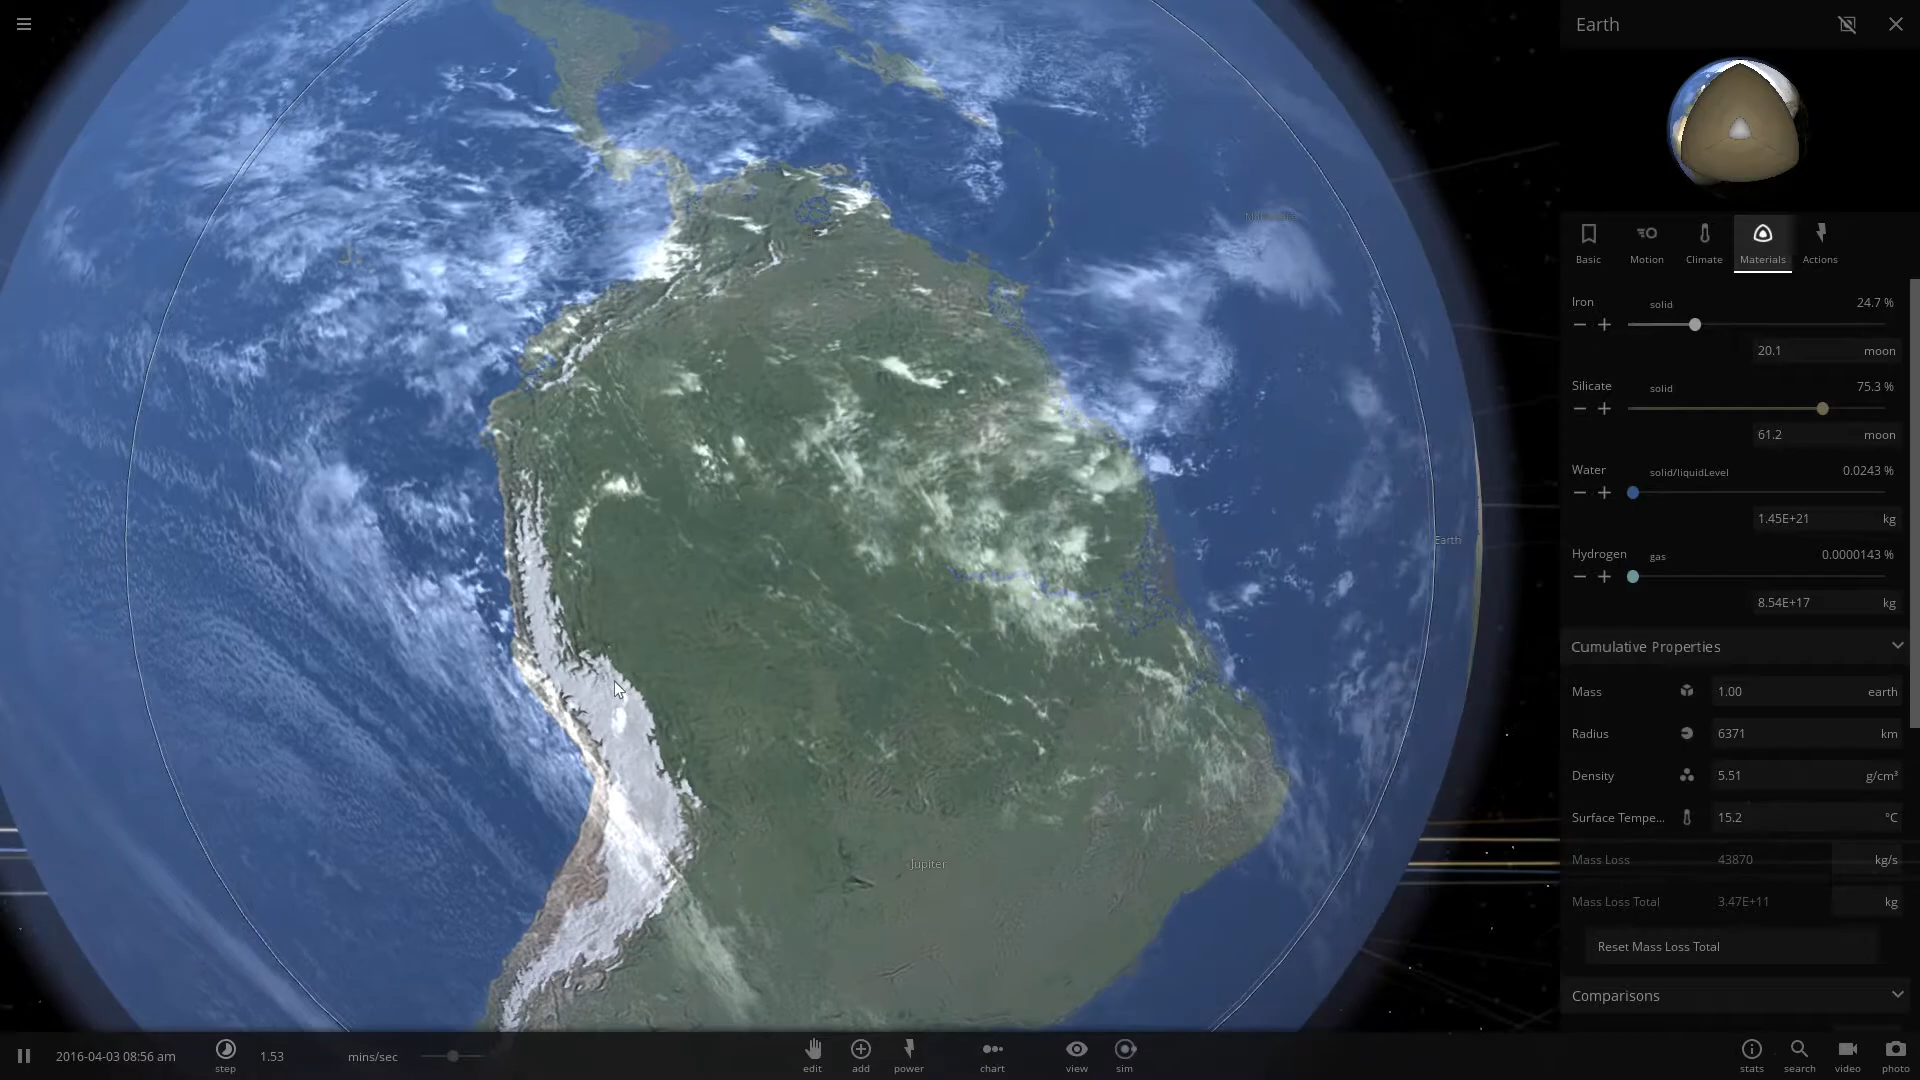 Earth
Basic
Motion
Climate
Materials
Actions
Iron solid 24.7 %
20.1 moon
Silicate solid 75.3 %
61.2 moon
Water solid/liquidLevel 0.0243 %
1.45E+21 kg
Hydrogen gas 0.0000143 %
8.54E+17 kg
Cumulative Properties
Mass 1.00 earth
Radius 6371 km
Density 5.51 g/cm³
Surface Tempe... 15.2 °C
Mass Loss 43870 kg/s
Mass Loss Total 3.47E+11 kg
Reset Mass Loss Total
Comparisons
Earth
Jupiter
2016-04-03 08:56 am
step
1.53 mins/sec
edit
add
power
chart
view
sim
stats
search
video
photo